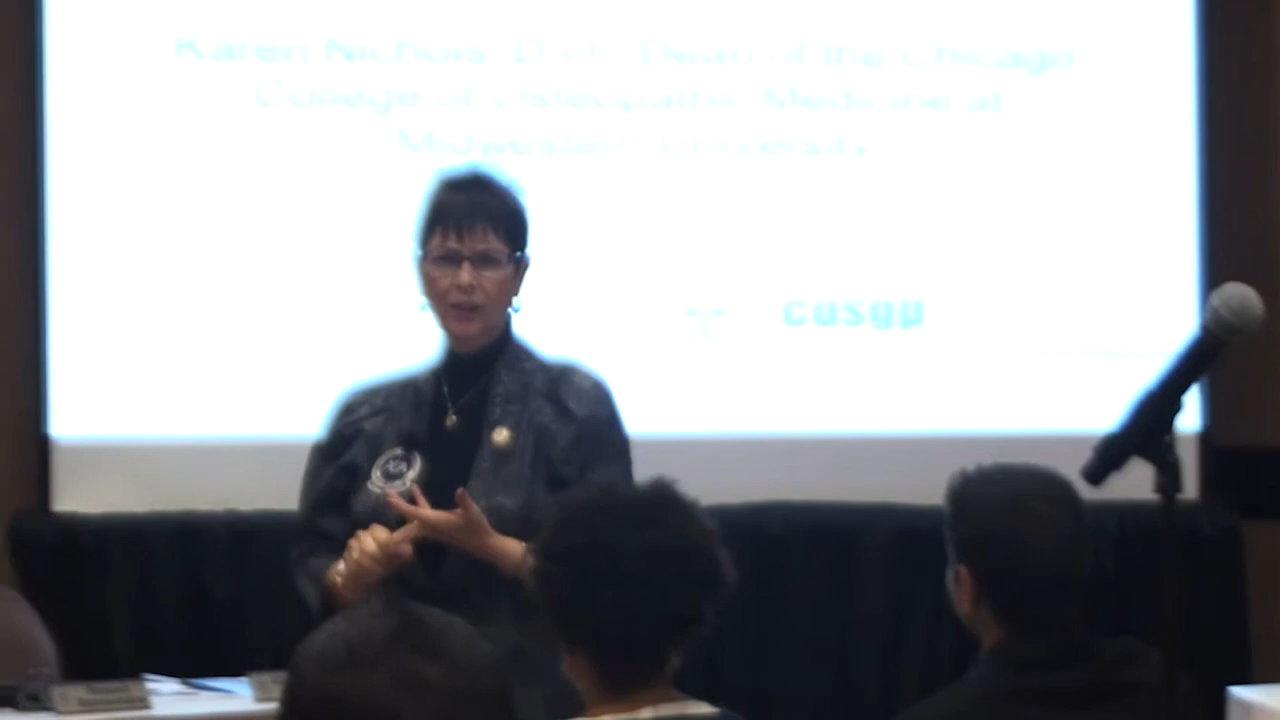 Karen Nichols, D.O., Dean of the Chicago
College of Osteopathic Medicine at
Midwestern University
cosgp